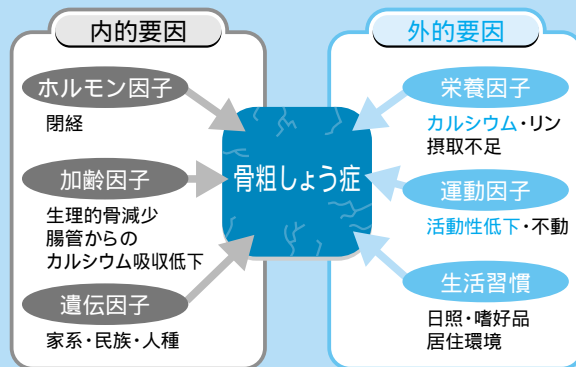 内的要因
ホルモン因子
閉経
加齢因子
生理的骨減少
腸管からの
カルシウム吸収低下
遺伝因子
家系・民族・人種
骨粗しょう症
外的要因
栄養因子
カルシウム・リン
摂取不足
運動因子
活動性低下・不動
生活習慣
日照・嗜好品
居住環境